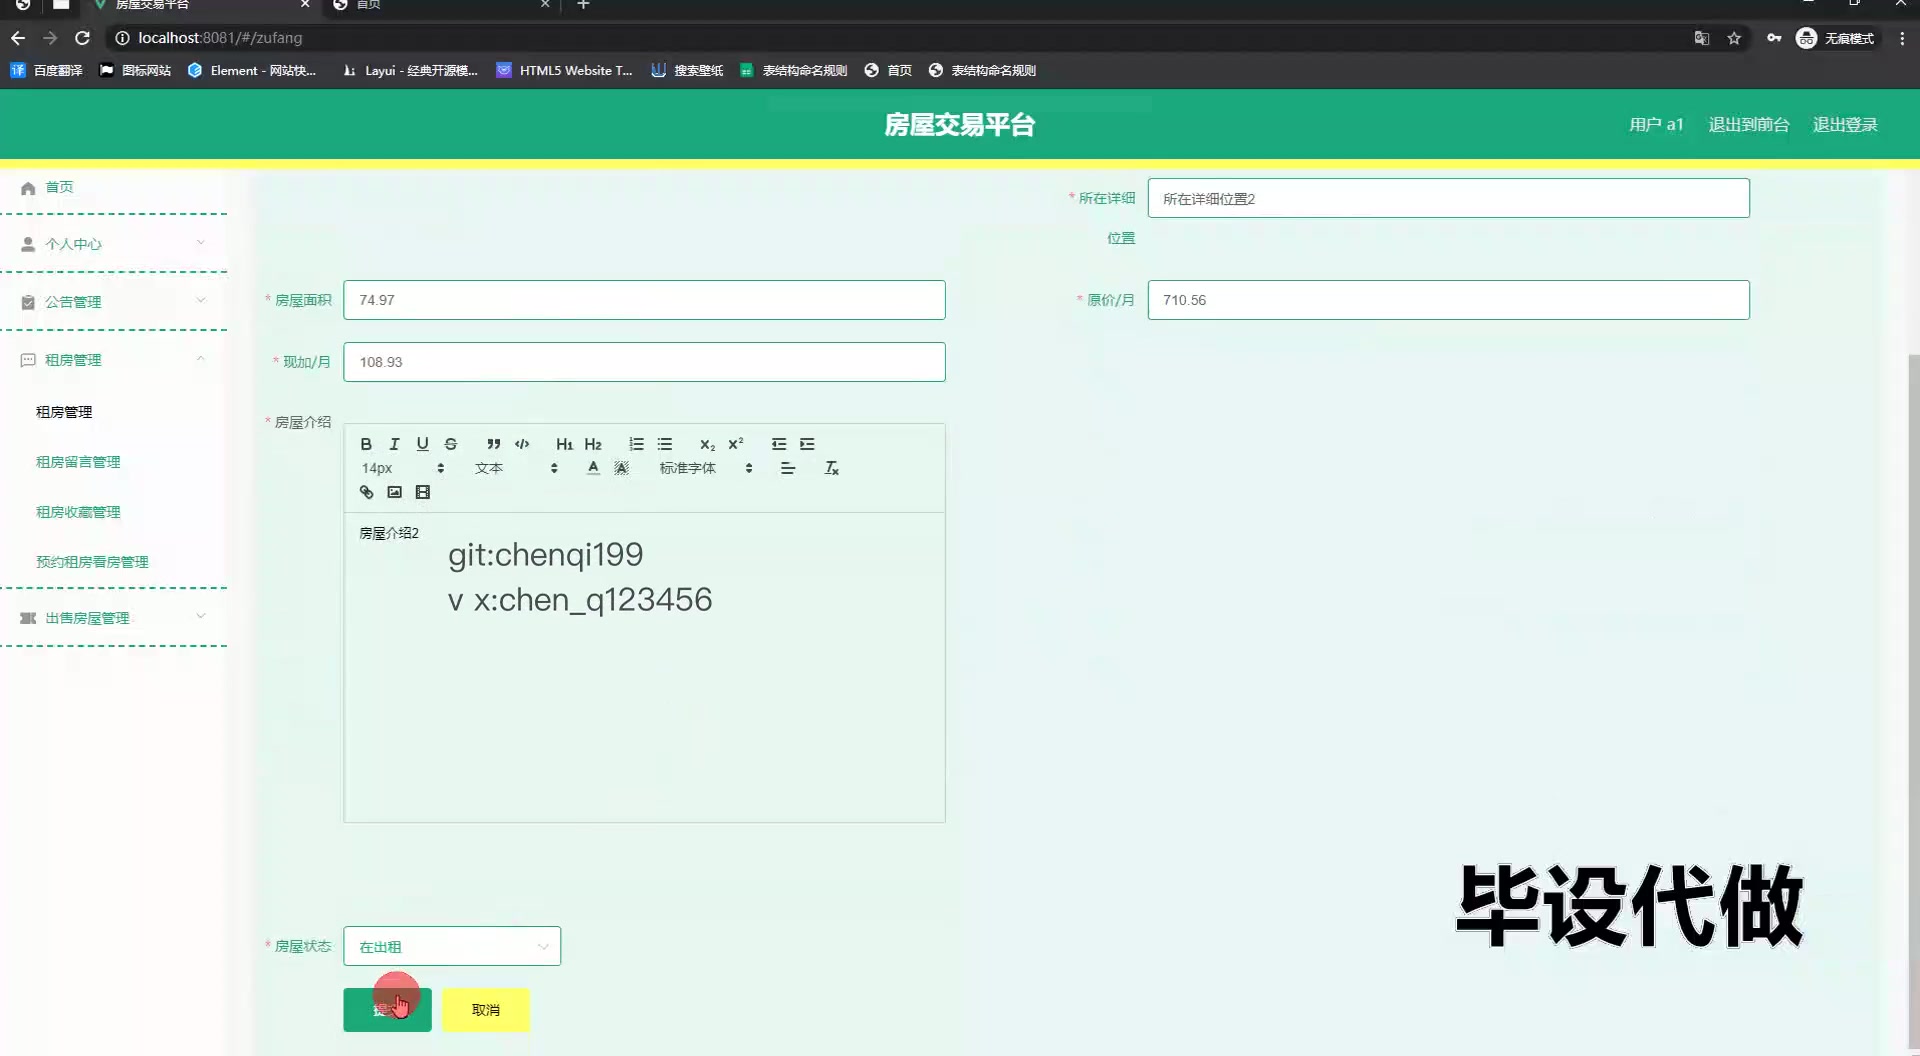 房屋交易平台
首页
localhost:8081/#/zufang
无痕模式
百度翻译
图标网站
Element - 网站快...
Layui - 经典开源模...
HTML5 Website T...
搜索壁纸
表结构命名规则
首页
表结构命名规则
房屋交易平台
用户 a1
退出到前台
退出登录
首页
个人中心
公告管理
租房管理
租房管理
租房留言管理
租房收藏管理
预约租房看房管理
出售房屋管理
* 所在详细
位置
所在详细位置2
* 房屋面积
74.97
* 原价/月
710.56
* 现加/月
108.93
* 房屋介绍
14px
文本
标准字体
房屋介绍2
git:chenqi199
v x:chen_q123456
毕设代做
* 房屋状态
在出租
取消